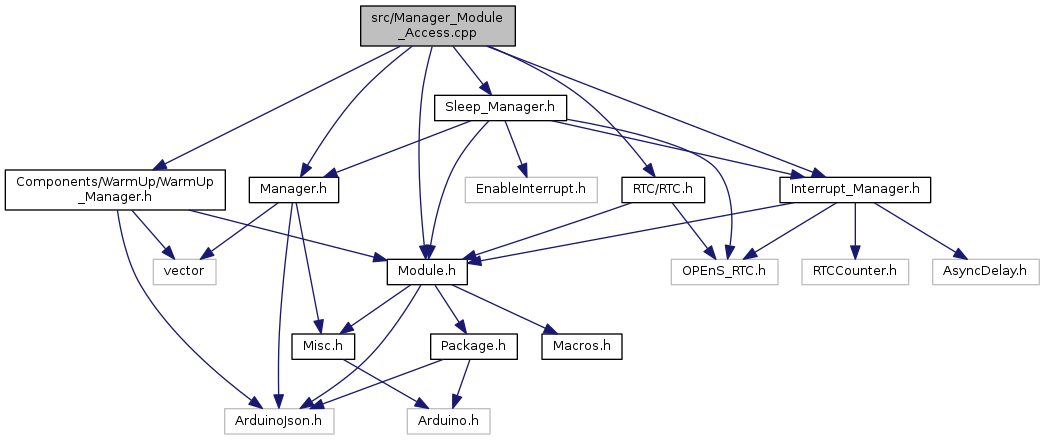 src/Manager_Module
_Access.cpp
Sleep_Manager.h
Components/WarmUp/WarmUp
_Manager.h
Manager.h
EnableInterrupt.h
RTC/RTC.h
Interrupt_Manager.h
vector
Module.h
OPEnS_RTC.h
RTCCounter.h
AsyncDelay.h
Misc.h
Package.h
Macros.h
ArduinoJson.h
Arduino.h